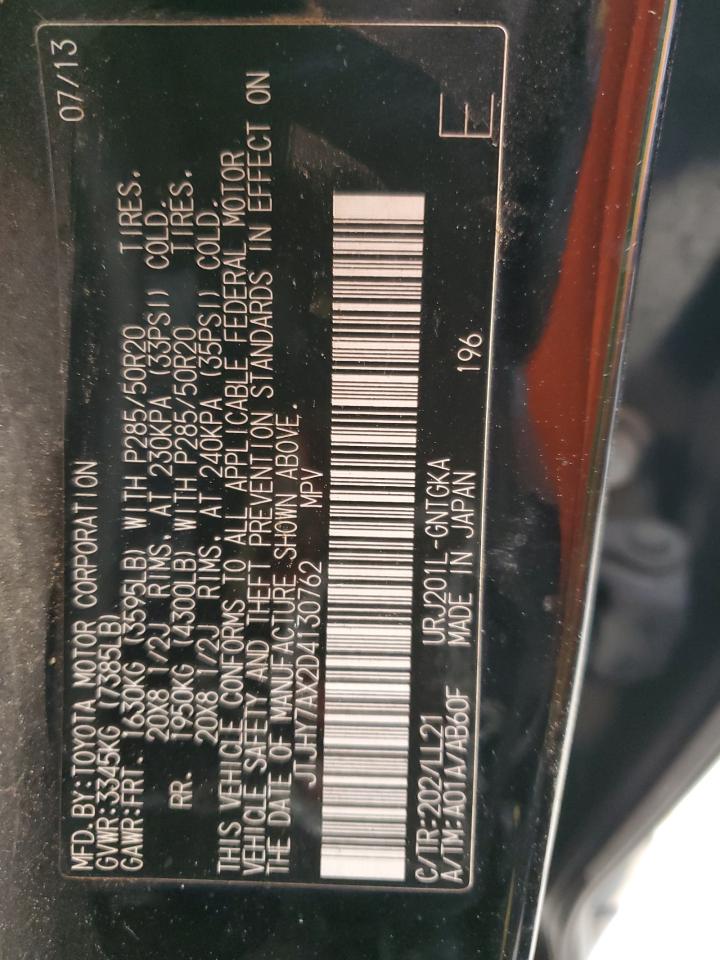 MFD. BY: TOYOTA MOTOR CORPORATION 07/13
GVWR: 3345KG (7385LB)
GAWR: FRT. 1630KG (3595LB) WITH P285/50R20 TIRES.
20X8 1/2J RIMS. AT 230KPA (33PSI) COLD.
RR. 1950KG (4300LB) WITH P285/50R20 TIRES.
20X8 1/2J RIMS. AT 240KPA (35PSI) COLD.
THIS VEHICLE CONFORMS TO ALL APPLICABLE FEDERAL MOTOR
VEHICLE SAFETY AND THEFT PREVENTION STANDARDS IN EFFECT ON
THE DATE OF MANUFACTURE SHOWN ABOVE.
JTJHY7AX2D4130762 MPV
C/TR: 202/LL21 URJ201L-GNTGKA
A/TM: A01A/AB60F MADE IN JAPAN 196 E